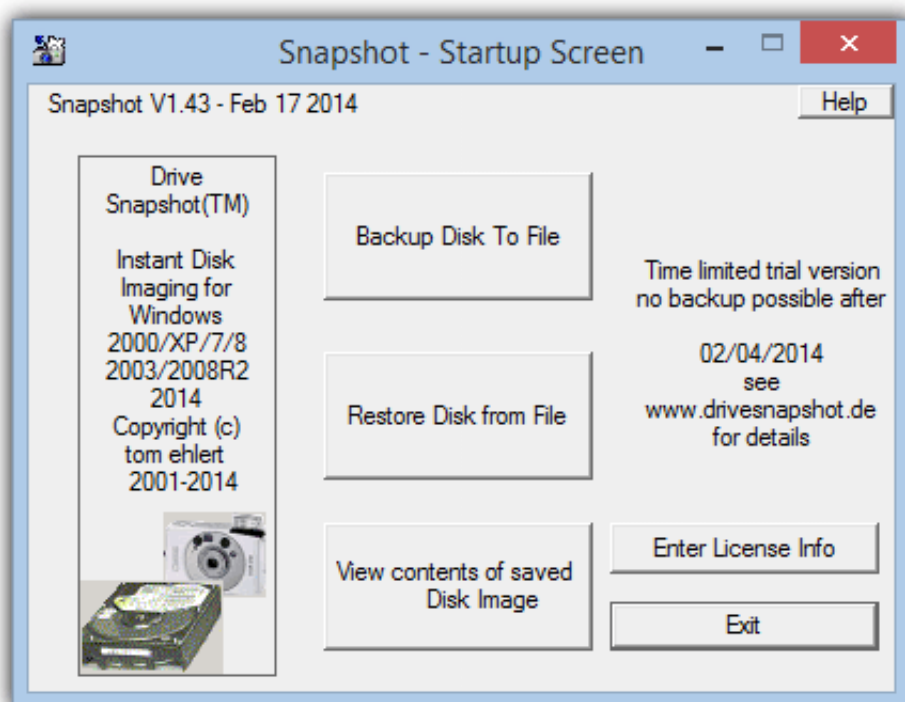 Snapshot - Startup Screen
Snapshot V1.43 - Feb 17 2014
Help
Drive
Snapshot(TM)
Instant Disk
Imaging for
Windows
2000/XP/7/8
2003/2008R2
2014
Copyright (c)
tom ehlert
2001-2014
Backup Disk To File
Restore Disk from File
View contents of saved
Disk Image
Time limited trial version
no backup possible after
02/04/2014
see
www.drivesnapshot.de
for details
Enter License Info
Exit